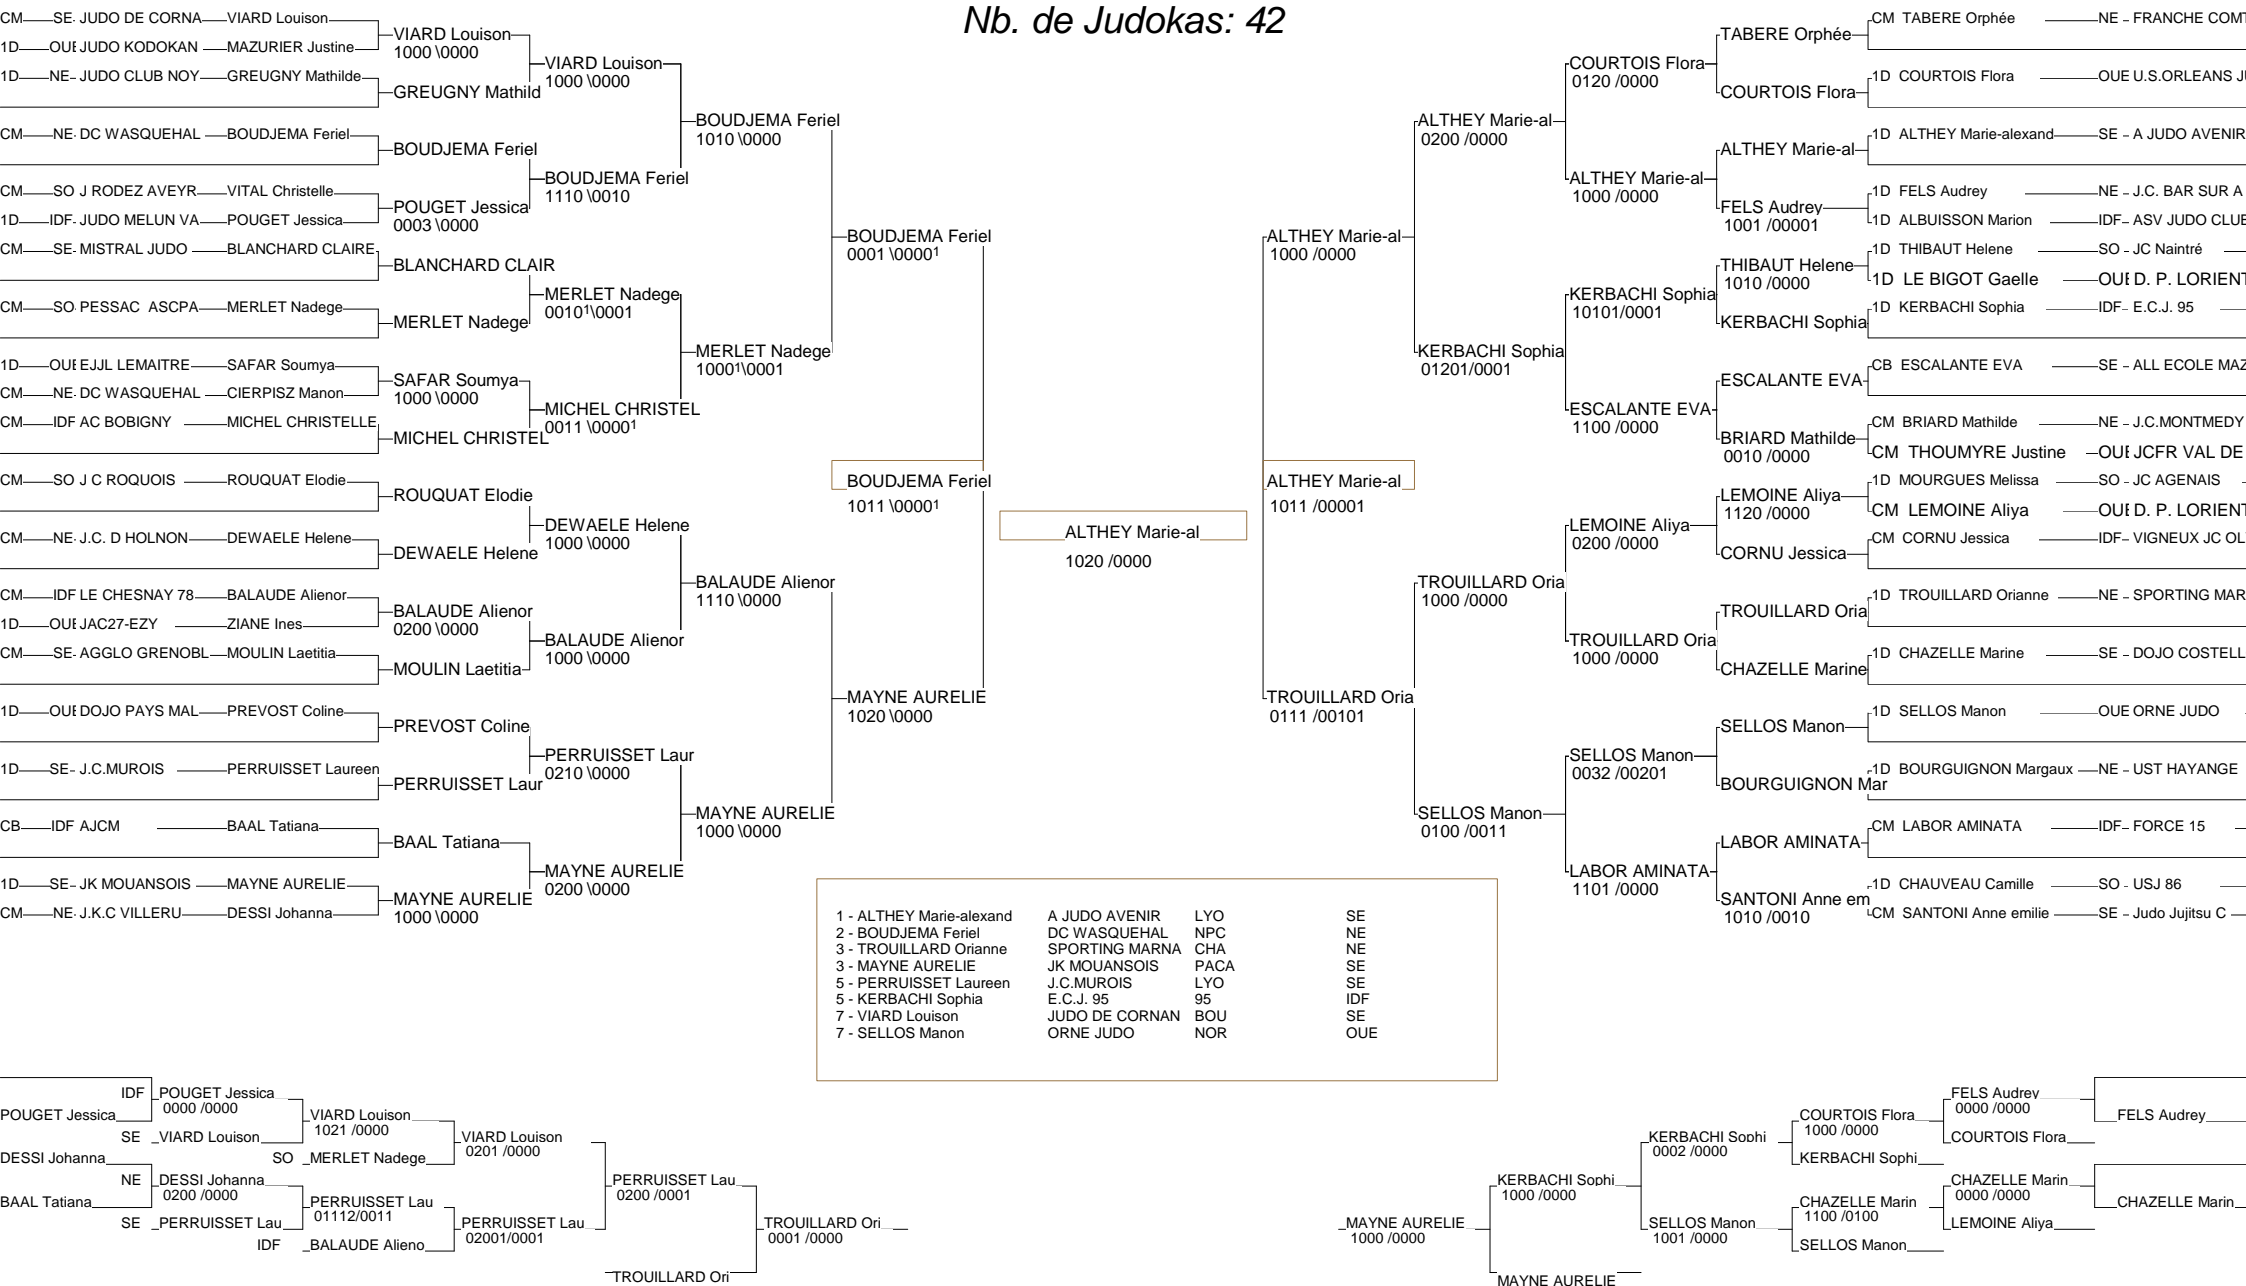 Nb. de Judokas: 42
CM SE- JUDO DE CORNA VIARD Louison
1D OUE JUDO KODOKAN MAZURIER Justine
1D NE- JUDO CLUB NOY GREUGNY Mathilde
CM NE- DC WASQUEHAL BOUDJEMA Feriel
CM SO J RODEZ AVEYR VITAL Christelle
1D IDF- JUDO MELUN VA POUGET Jessica
CM SE- MISTRAL JUDO BLANCHARD CLAIRE
CM SO PESSAC ASCPA MERLET Nadege
1D OUE EJJL LEMAITRE SAFAR Soumya
CM NE- DC WASQUEHAL CIERPISZ Manon
CM IDF AC BOBIGNY MICHEL CHRISTELLE
CM SO J C ROQUOIS ROUQUAT Elodie
CM NE- J.C. D HOLNON DEWAELE Helene
CM IDF LE CHESNAY 78 BALAUDE Alienor
1D OUE JAC27-EZY ZIANE Ines
CM SE- AGGLO GRENOBL MOULIN Laetitia
1D OUE DOJO PAYS MAL PREVOST Coline
1D SE- J.C.MUROIS PERRUISSET Laureen
CB IDF AJCM BAAL Tatiana
1D SE- JK MOUANSOIS MAYNE AURELIE
CM NE- J.K.C VILLERU DESSI Johanna
VIARD Louison
1000 \0000
GREUGNY Mathild
BOUDJEMA Feriel
POUGET Jessica
0003 \0000
BLANCHARD CLAIR
MERLET Nadege
SAFAR Soumya
1000 \0000
MICHEL CHRISTEL
ROUQUAT Elodie
DEWAELE Helene
BALAUDE Alienor
0200 \0000
MOULIN Laetitia
PREVOST Coline
PERRUISSET Laur
BAAL Tatiana
MAYNE AURELIE
1000 \0000
VIARD Louison
1000 \0000
BOUDJEMA Feriel
1110 \0010
MERLET Nadege
0010¹\0001
MICHEL CHRISTEL
0011 \0000¹
DEWAELE Helene
1000 \0000
BALAUDE Alienor
1000 \0000
PERRUISSET Laur
0210 \0000
MAYNE AURELIE
0200 \0000
BOUDJEMA Feriel
1010 \0000
MERLET Nadege
1000¹\0001
BALAUDE Alienor
1110 \0000
MAYNE AURELIE
1000 \0000
BOUDJEMA Feriel
0001 \0000¹
MAYNE AURELIE
1020 \0000
BOUDJEMA Feriel
1011 \0000¹
ALTHEY Marie-al
1020 /0000
ALTHEY Marie-al
1011 /00001
ALTHEY Marie-al
1000 /0000
TROUILLARD Oria
0111 /00101
ALTHEY Marie-al
0200 /0000
KERBACHI Sophia
01201/0001
TROUILLARD Oria
1000 /0000
SELLOS Manon
0100 /0011
COURTOIS Flora
0120 /0000
ALTHEY Marie-al
1000 /0000
KERBACHI Sophia
10101/0001
ESCALANTE EVA
1100 /0000
LEMOINE Aliya
0200 /0000
TROUILLARD Oria
1000 /0000
SELLOS Manon
0032 /00201
LABOR AMINATA
1101 /0000
TABERE Orphée
COURTOIS Flora
ALTHEY Marie-al
FELS Audrey
1001 /00001
THIBAUT Helene
1010 /0000
KERBACHI Sophia
ESCALANTE EVA
BRIARD Mathilde
0010 /0000
LEMOINE Aliya
1120 /0000
CORNU Jessica
TROUILLARD Oria
CHAZELLE Marine
SELLOS Manon
BOURGUIGNON Mar
LABOR AMINATA
SANTONI Anne em
1010 /0010
CM TABERE Orphée NE - FRANCHE COMT
1D COURTOIS Flora OUE U.S.ORLEANS JU
1D ALTHEY Marie-alexand SE - A JUDO AVENIR
1D FELS Audrey NE - J.C. BAR SUR A
1D ALBUISSON Marion IDF- ASV JUDO CLUB
1D THIBAUT Helene SO - JC Naintré
1D LE BIGOT Gaelle OUE D. P. LORIENT
1D KERBACHI Sophia IDF- E.C.J. 95
CB ESCALANTE EVA SE - ALL ECOLE MAZ
CM BRIARD Mathilde NE - J.C.MONTMEDY
CM THOUMYRE Justine OUE JCFR VAL DE
1D MOURGUES Melissa SO - JC AGENAIS
CM LEMOINE Aliya OUE D. P. LORIENT
CM CORNU Jessica IDF- VIGNEUX JC OL
1D TROUILLARD Orianne NE - SPORTING MAR
1D CHAZELLE Marine SE - DOJO COSTELL
1D SELLOS Manon OUE ORNE JUDO
1D BOURGUIGNON Margaux NE - UST HAYANGE
CM LABOR AMINATA IDF- FORCE 15
1D CHAUVEAU Camille SO - USJ 86
CM SANTONI Anne emilie SE - Judo Jujitsu C
1 - ALTHEY Marie-alexand A JUDO AVENIR LYO SE
2 - BOUDJEMA Feriel DC WASQUEHAL NPC NE
3 - TROUILLARD Orianne SPORTING MARNA CHA NE
3 - MAYNE AURELIE JK MOUANSOIS PACA SE
5 - PERRUISSET Laureen J.C.MUROIS LYO SE
5 - KERBACHI Sophia E.C.J. 95 95 IDF
7 - VIARD Louison JUDO DE CORNAN BOU SE
7 - SELLOS Manon ORNE JUDO NOR OUE
POUGET Jessica
DESSI Johanna
BAAL Tatiana
IDF POUGET Jessica
0000 /0000
SE VIARD Louison
NE DESSI Johanna
0200 /0000
SE PERRUISSET Lau
VIARD Louison
1021 /0000
SO MERLET Nadege
PERRUISSET Lau
01112/0011
IDF BALAUDE Alieno
VIARD Louison
0201 /0000
PERRUISSET Lau
02001/0001
PERRUISSET Lau
0200 /0001
TROUILLARD Ori
TROUILLARD Ori
0001 /0000
MAYNE AURELIE
1000 /0000
KERBACHI Sophi
1000 /0000
MAYNE AURELIE
KERBACHI Sophi
0002 /0000
SELLOS Manon
1001 /0000
COURTOIS Flora
1000 /0000
KERBACHI Sophi
CHAZELLE Marin
1100 /0100
SELLOS Manon
FELS Audrey
0000 /0000
COURTOIS Flora
CHAZELLE Marin
0000 /0000
LEMOINE Aliya
FELS Audrey
CHAZELLE Marin